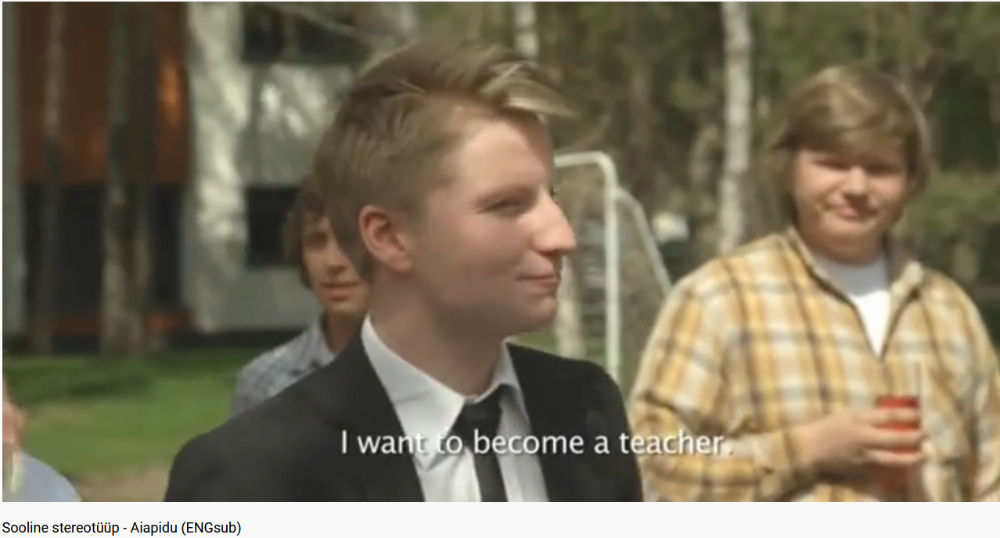 I want to become a teacher.
Sooline stereotüüp - Aiapidu (ENGsub)